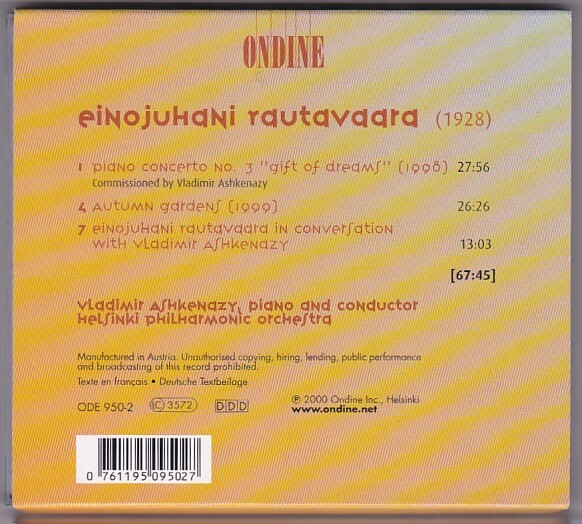 ONDINE
einojuhani rautavaara (1928)
1 piano concerto no. 3 "gift of dreams" (1998) 27:56
Commissioned by Vladimir Ashkenazy
4 autumn gardens (1999) 26:26
7 einojuhani rautavaara in conversation
with vladimir ashkenazy 13:03
[67:45]
vladimir ashkenazy, piano and conductor
helsinki philharmonic orchestra
Manufactured in Austria. Unauthorised copying, hiring, lending, public performance
and broadcasting of this record prohibited.
Texte en français • Deutsche Textbeilage
ODE 950-2 LC 3572 DDD ℗ 2000 Ondine Inc., Helsinki
www.ondine.net
0 761195 095027